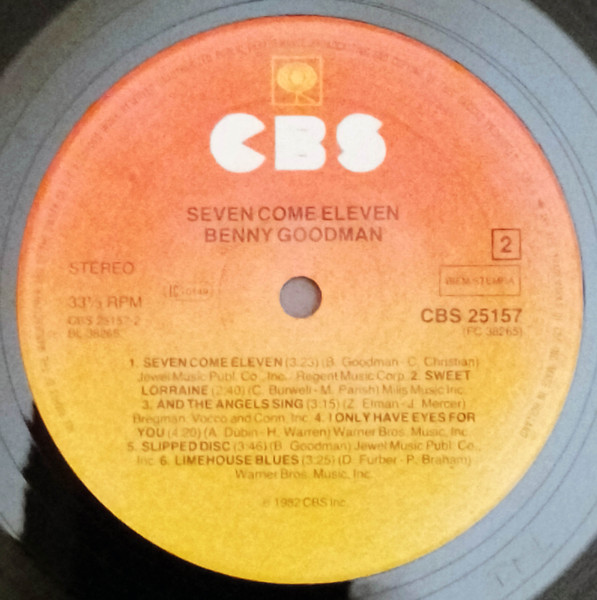 CBS
SEVEN COME ELEVEN
BENNY GOODMAN
2
STEREO
BIEM/STEMRA
33⅓ RPM
CBS 25157
CBS 25157-2
(FC 38265)
BL 38265
1. SEVEN COME ELEVEN (3:23) (B. Goodman - C. Christian)
Jewel Music Publ. Co., Inc. - Regent Music Corp. 2. SWEET
LORRAINE (2:40) (C. Burwell - M. Parish) Mills Music Inc.
3. AND THE ANGELS SING (3:15) (Z. Elman - J. Mercer)
Bregman, Vocco and Conn, Inc. 4. I ONLY HAVE EYES FOR
YOU (4:20) (A. Dubin - H. Warren) Warner Bros. Music, Inc.
5. SLIPPED DISC (3:46) (B. Goodman) Jewel Music Publ. Co.,
Inc. 6. LIMEHOUSE BLUES (3:25) (D. Furber - P. Braham)
Warner Bros. Music, Inc.
℗ 1982 CBS Inc.